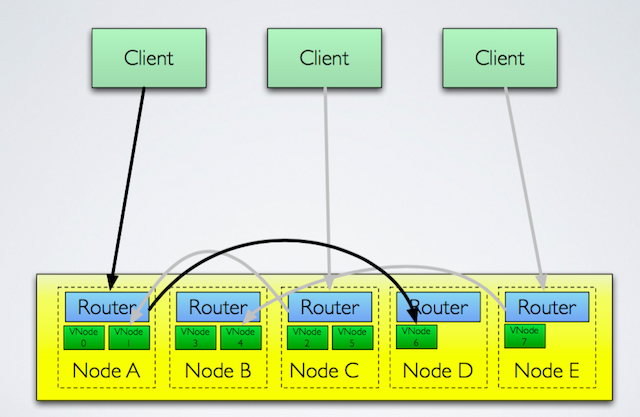 Client
Client
Client
Router
Router
Router
Router
Router
VNode
0
VNode
1
VNode
3
VNode
4
VNode
2
VNode
5
VNode
6
VNode
7
Node A
Node B
Node C
Node D
Node E